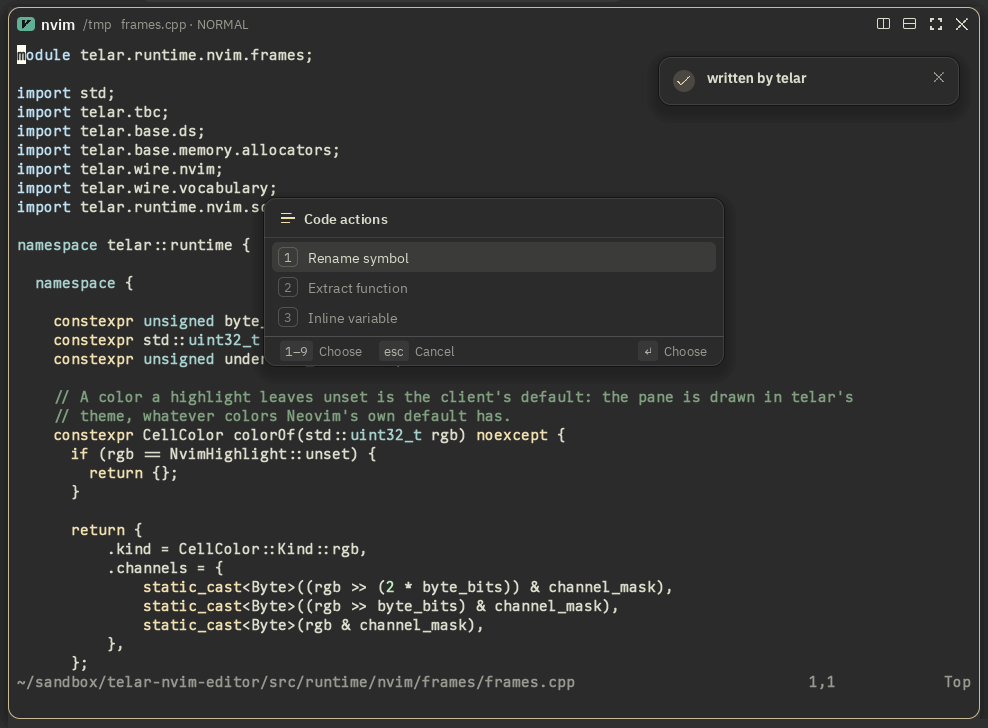 nvim /tmp frames.cpp · NORMAL
module telar.runtime.nvim.frames;
written by telar
import std;
import telar.tbc;
import telar.base.ds;
import telar.base.memory.allocators;
import telar.wire.nvim;
import telar.wire.vocabulary;
import telar.runtime.nvim.sc
Code actions
namespace telar::runtime {
1 Rename symbol
namespace {
2 Extract function
3 Inline variable
constexpr unsigned byte_
constexpr std::uint32_t
constexpr unsigned under
1–9 Choose esc Cancel ↵ Choose
// A color a highlight leaves unset is the client's default: the pane is drawn in telar's
// theme, whatever colors Neovim's own default has.
constexpr CellColor colorOf(std::uint32_t rgb) noexcept {
if (rgb == NvimHighlight::unset) {
return {};
}
return {
.kind = CellColor::Kind::rgb,
.channels = {
static_cast<Byte>((rgb >> (2 * byte_bits)) & channel_mask),
static_cast<Byte>((rgb >> byte_bits) & channel_mask),
static_cast<Byte>(rgb & channel_mask),
},
};
~/sandbox/telar-nvim-editor/src/runtime/nvim/frames/frames.cpp 1,1 Top